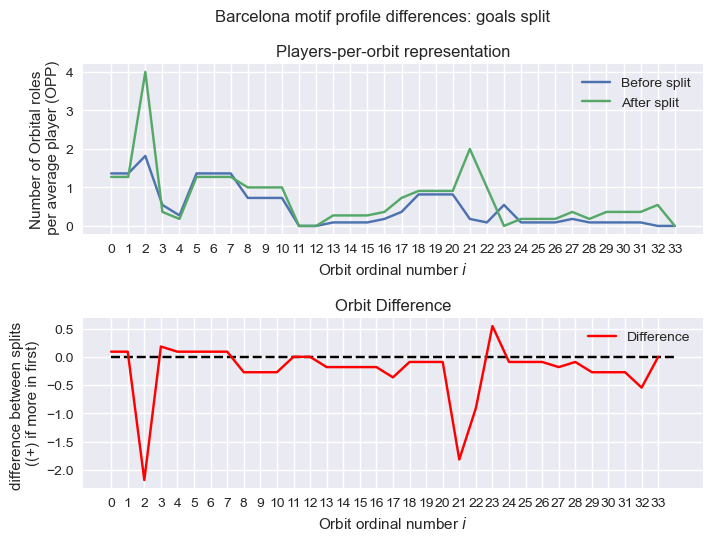 Barcelona motif profile differences: goals split
Players-per-orbit representation
Number of Orbital roles
per average player (OPP)
4
3
2
1
0
Before split
After split
0 1 2 3 4 5 6 7 8 9 10 11 12 13 14 15 16 17 18 19 20 21 22 23 24 25 26 27 28 29 30 31 32 33
Orbit ordinal number i
Orbit Difference
difference between splits
((+) if more in first)
0.5
0.0
−0.5
−1.0
−1.5
−2.0
Difference
0 1 2 3 4 5 6 7 8 9 10 11 12 13 14 15 16 17 18 19 20 21 22 23 24 25 26 27 28 29 30 31 32 33
Orbit ordinal number i